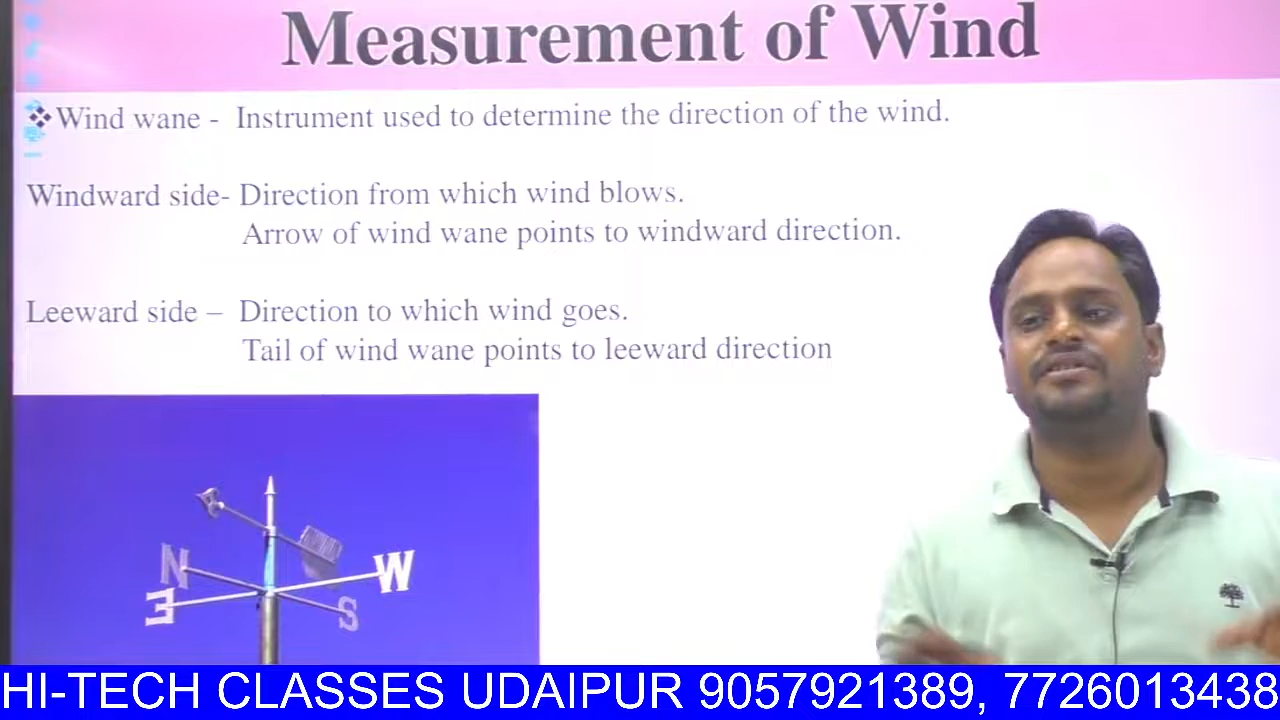 Measurement of Wind
❖Wind wane - Instrument used to determine the direction of the wind.
Windward side- Direction from which wind blows.
Arrow of wind wane points to windward direction.
Leeward side – Direction to which wind goes.
Tail of wind wane points to leeward direction
N
W
E
S
HI-TECH CLASSES UDAIPUR 9057921389, 7726013438